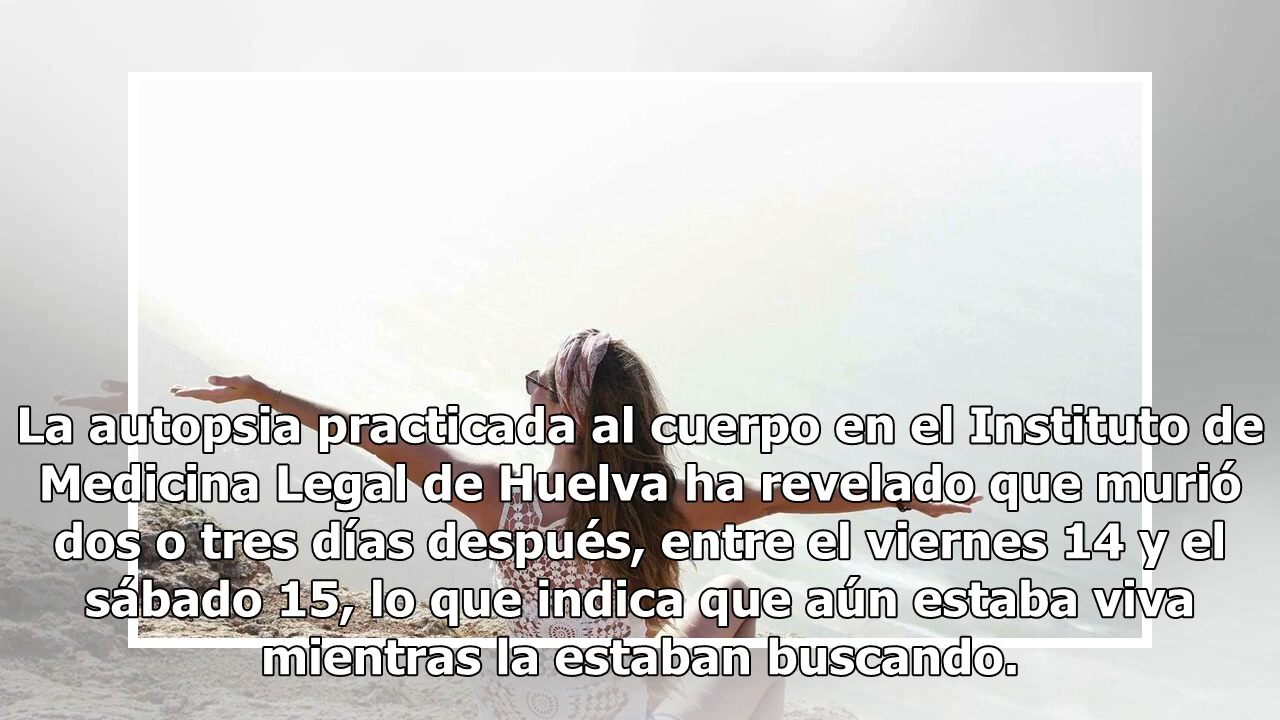 La autopsia practicada al cuerpo en el Instituto de
Medicina Legal de Huelva ha revelado que murió
dos o tres días después, entre el viernes 14 y el
sábado 15, lo que indica que aún estaba viva
mientras la estaban buscando.